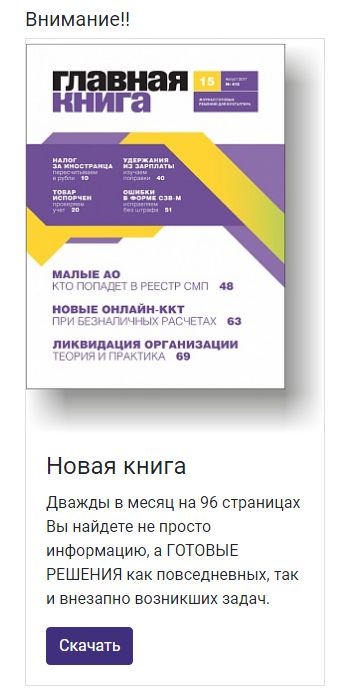 Внимание!!
главная
книга
15
Август 2017
ЖУРНАЛ ГОТОВЫХ
РЕШЕНИЙ ДЛЯ БУХГАЛТЕРА
НАЛОГ
ЗА ИНОСТРАНЦА
пересчитываем
в рубли 10
УДЕРЖАНИЯ
ИЗ ЗАРПЛАТЫ
изучаем
поправки 40
ТОВАР
ИСПОРЧЕН
проверяем
учет 20
ОШИБКИ
В ФОРМЕ СЗВ-М
исправляем
без штрафа 51
МАЛЫЕ АО
КТО ПОПАДЕТ В РЕЕСТР СМП 48
НОВЫЕ ОНЛАЙН-ККТ
ПРИ БЕЗНАЛИЧНЫХ РАСЧЕТАХ 63
ЛИКВИДАЦИЯ ОРГАНИЗАЦИИ
ТЕОРИЯ И ПРАКТИКА 69
Новая книга
Дважды в месяц на 96 страницах
Вы найдете не просто
информацию, а ГОТОВЫЕ
РЕШЕНИЯ как повседневных, так
и внезапно возникших задач.
Скачать